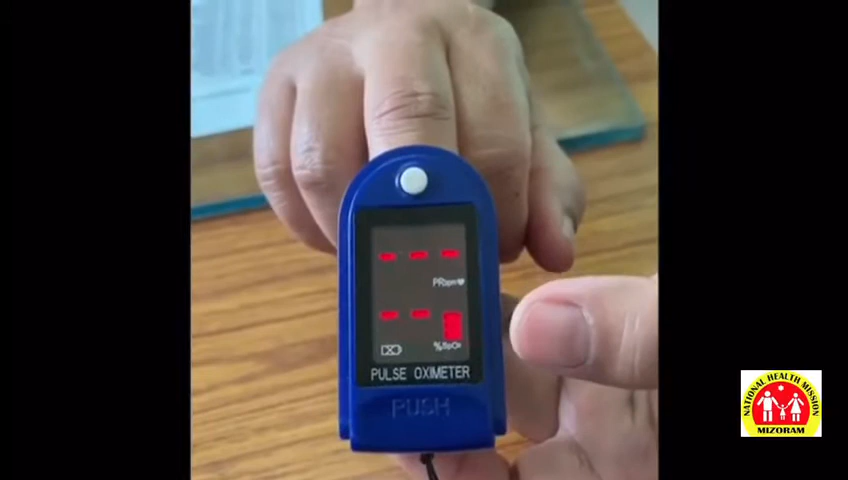 --- 
PRbpm
--
%SpO2
PULSE OXIMETER
PUSH
NATIONAL HEALTH MISSION
MIZORAM